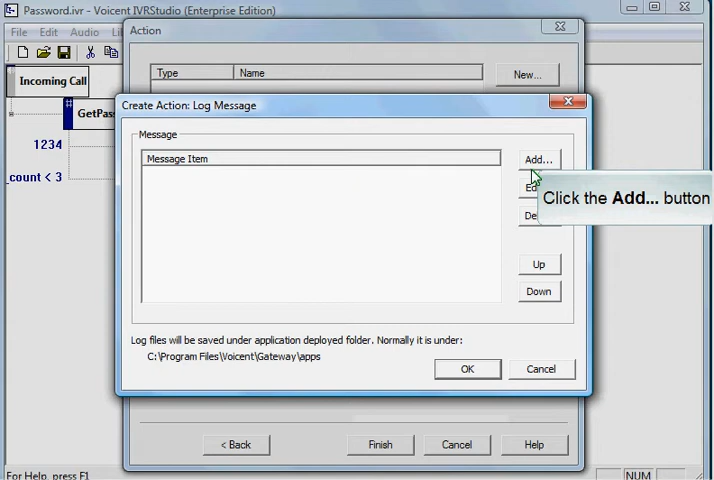 Password.ivr - Voicent IVRStudio (Enterprise Edition)
File Edit Audio
Action
Type Name
New...
Incoming Call
Create Action: Log Message
Message
Message Item
Add...
1234
_count < 3
Click the Add... button
Up
Down
Log files will be saved under application deployed folder. Normally it is under:
C:\Program Files\Voicent\Gateway\apps
OK Cancel
< Back Finish Cancel Help
For Help, press F1
NUM